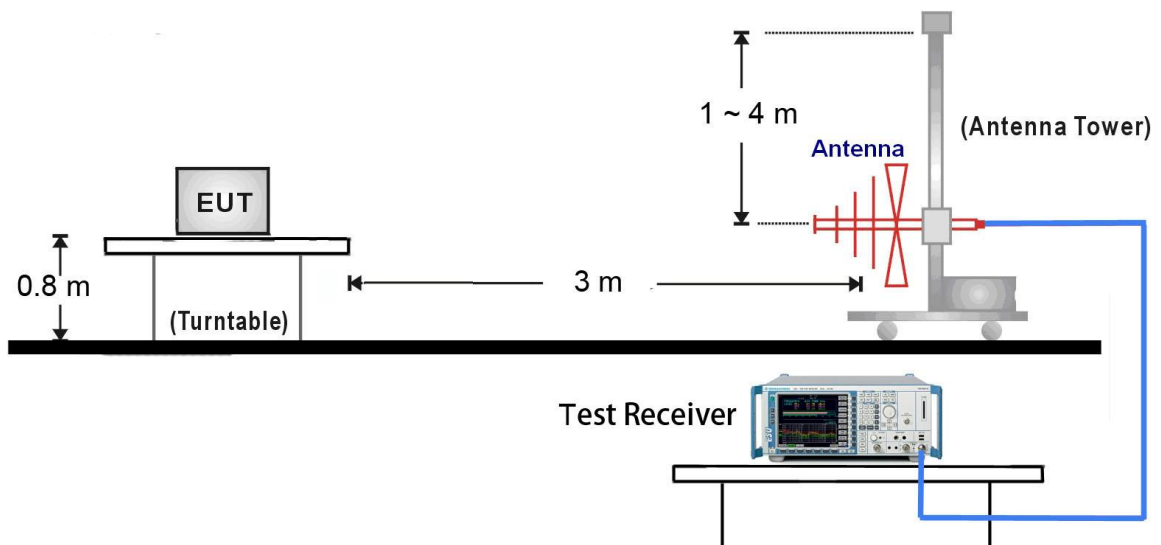 1 ~ 4 m
(Antenna Tower)
Antenna
EUT
0.8 m
3 m
(Turntable)
Test Receiver